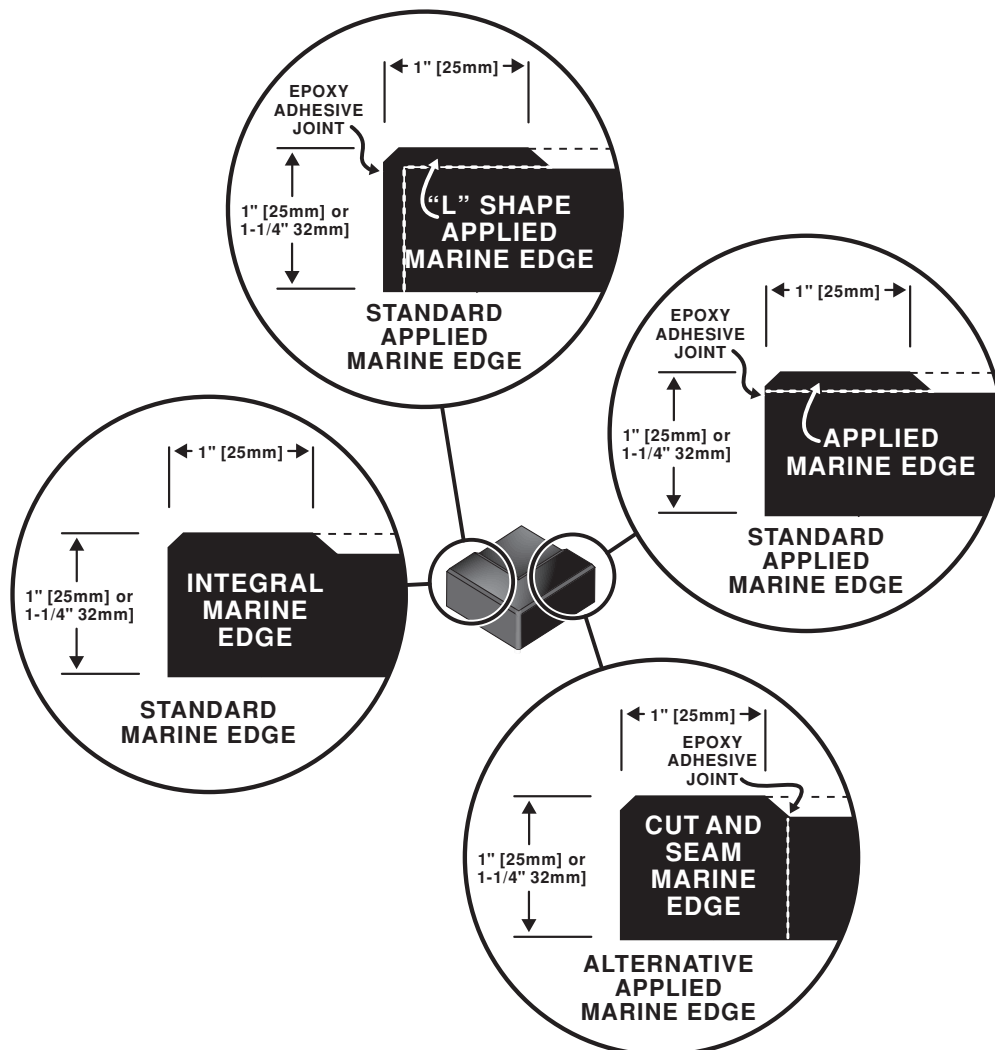 1" [25mm]
EPOXY
ADHESIVE
JOINT
1" [25mm] or
1-1/4" 32mm]
“L” SHAPE
APPLIED
MARINE EDGE
STANDARD
APPLIED
MARINE EDGE
1" [25mm]
EPOXY
ADHESIVE
JOINT
1" [25mm] or
1-1/4" 32mm]
APPLIED
MARINE EDGE
STANDARD
APPLIED
MARINE EDGE
1" [25mm]
1" [25mm] or
1-1/4" 32mm]
INTEGRAL
MARINE
EDGE
STANDARD
MARINE EDGE
1" [25mm]
EPOXY
ADHESIVE
JOINT
1" [25mm] or
1-1/4" 32mm]
CUT AND
SEAM
MARINE
EDGE
ALTERNATIVE
APPLIED
MARINE EDGE